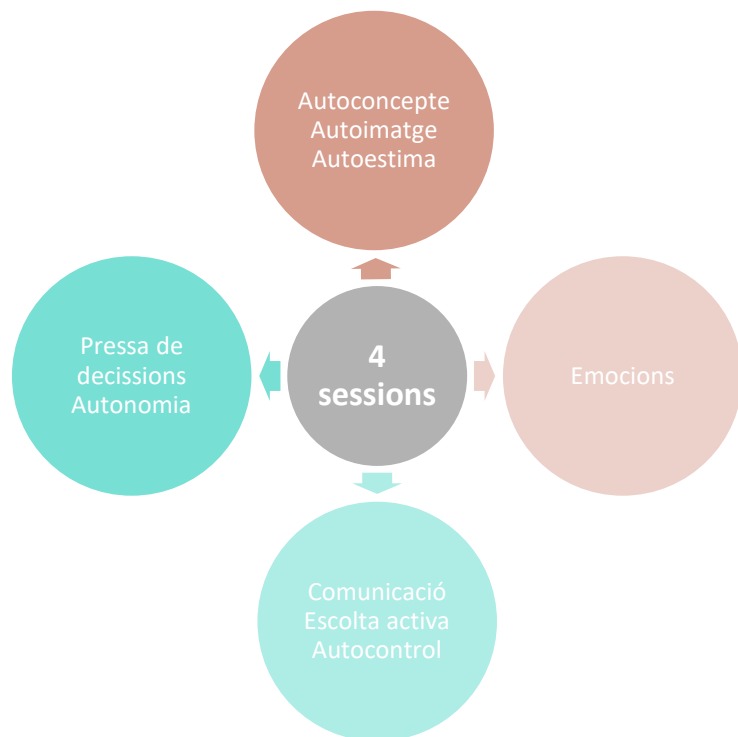 Autoconcepte
Autoimatge
Autoestima
Pressa de
decissions
Autonomia
4
sessions
Emocions
Comunicació
Escolta activa
Autocontrol